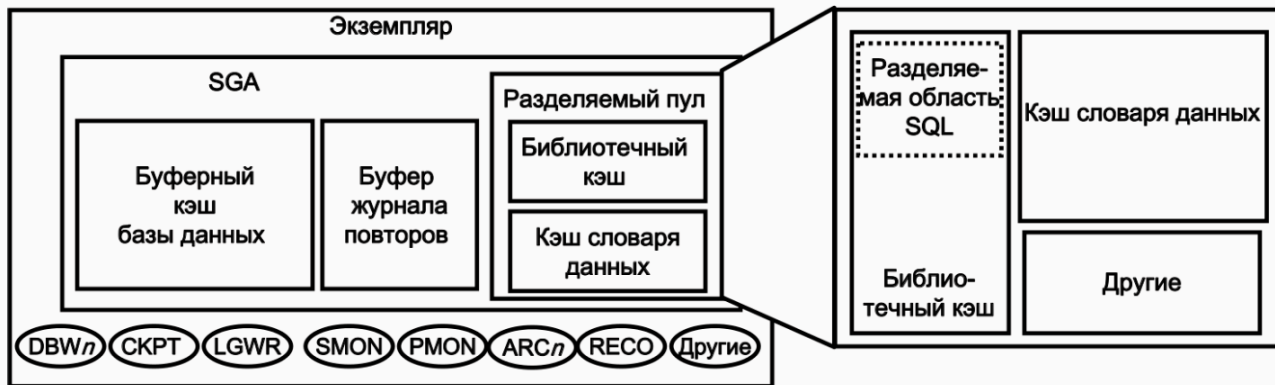 Экземпляр
SGA
Буферный
кэш
базы данных
Буфер
журнала
повторов
Разделяемый пул
Библиотечный
кэш
Кэш словаря
данных
DBWn
CKPT
LGWR
SMON
PMON
ARCn
RECO
Другие
Разделяе-
мая область
SQL
Библио-
течный кэш
Кэш словаря данных
Другие